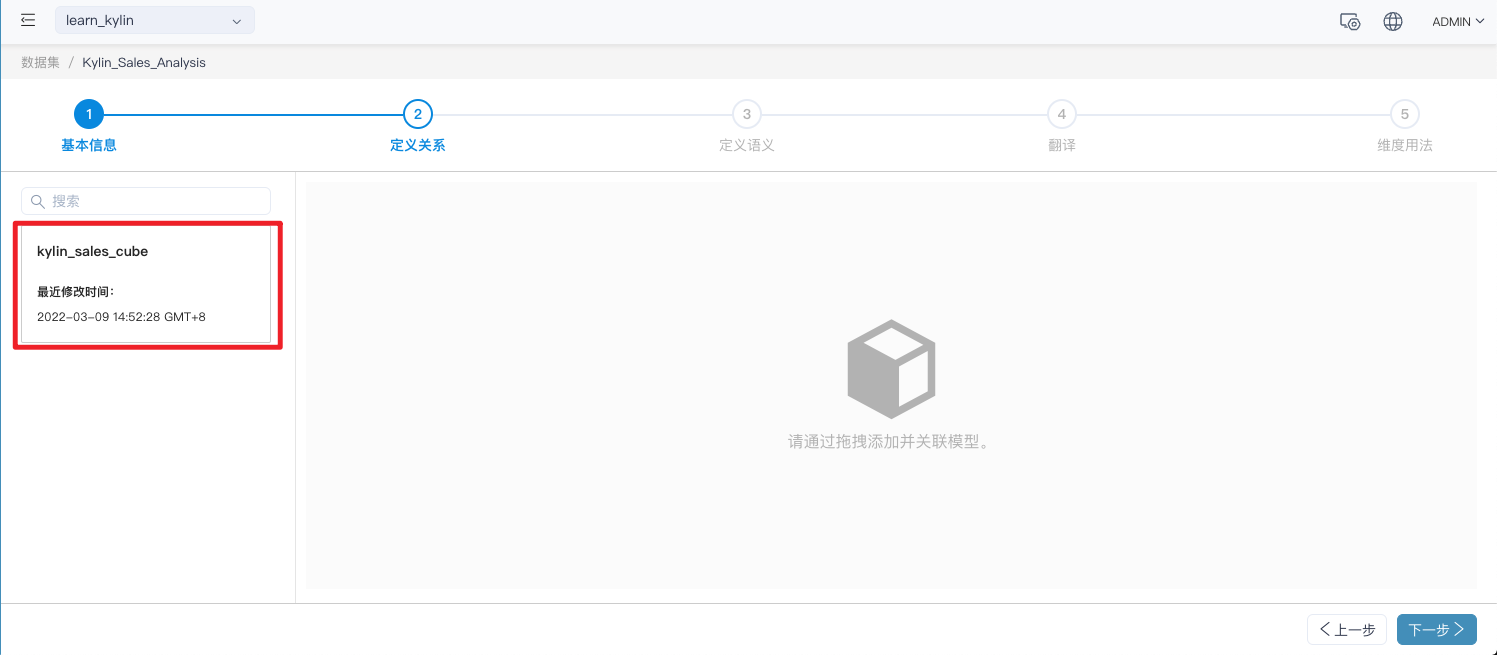 learn_kylin
ADMIN
数据集 / Kylin_Sales_Analysis
1 2 3 4 5
基本信息 定义关系 定义语义 翻译 维度用法
搜索
kylin_sales_cube
最近修改时间:
2022-03-09 14:52:28 GMT+8
请通过拖拽添加并关联模型。
上一步 下一步